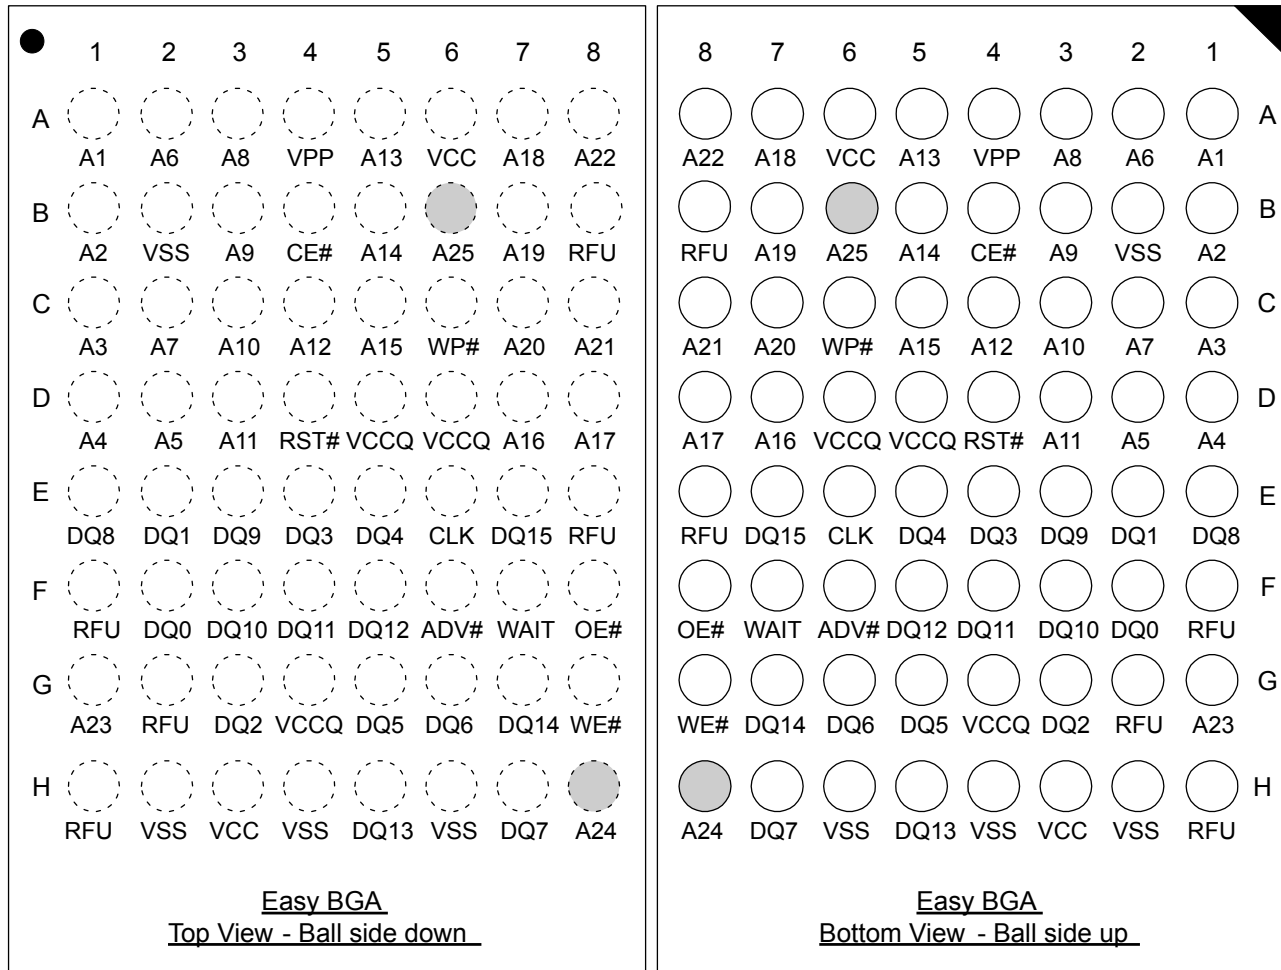 1 2 3 4 5 6 7 8
A
A1 A6 A8 VPP A13 VCC A18 A22
B
A2 VSS A9 CE# A14 A25 A19 RFU
C
A3 A7 A10 A12 A15 WP# A20 A21
D
A4 A5 A11 RST# VCCQ VCCQ A16 A17
E
DQ8 DQ1 DQ9 DQ3 DQ4 CLK DQ15 RFU
F
RFU DQ0 DQ10 DQ11 DQ12 ADV# WAIT OE#
G
A23 RFU DQ2 VCCQ DQ5 DQ6 DQ14 WE#
H
RFU VSS VCC VSS DQ13 VSS DQ7 A24
Easy BGA
Top View - Ball side down
8 7 6 5 4 3 2 1
A
A22 A18 VCC A13 VPP A8 A6 A1
B
RFU A19 A25 A14 CE# A9 VSS A2
C
A21 A20 WP# A15 A12 A10 A7 A3
D
A17 A16 VCCQ VCCQ RST# A11 A5 A4
E
RFU DQ15 CLK DQ4 DQ3 DQ9 DQ1 DQ8
F
OE# WAIT ADV# DQ12 DQ11 DQ10 DQ0 RFU
G
WE# DQ14 DQ6 DQ5 VCCQ DQ2 RFU A23
H
A24 DQ7 VSS DQ13 VSS VCC VSS RFU
Easy BGA
Bottom View - Ball side up